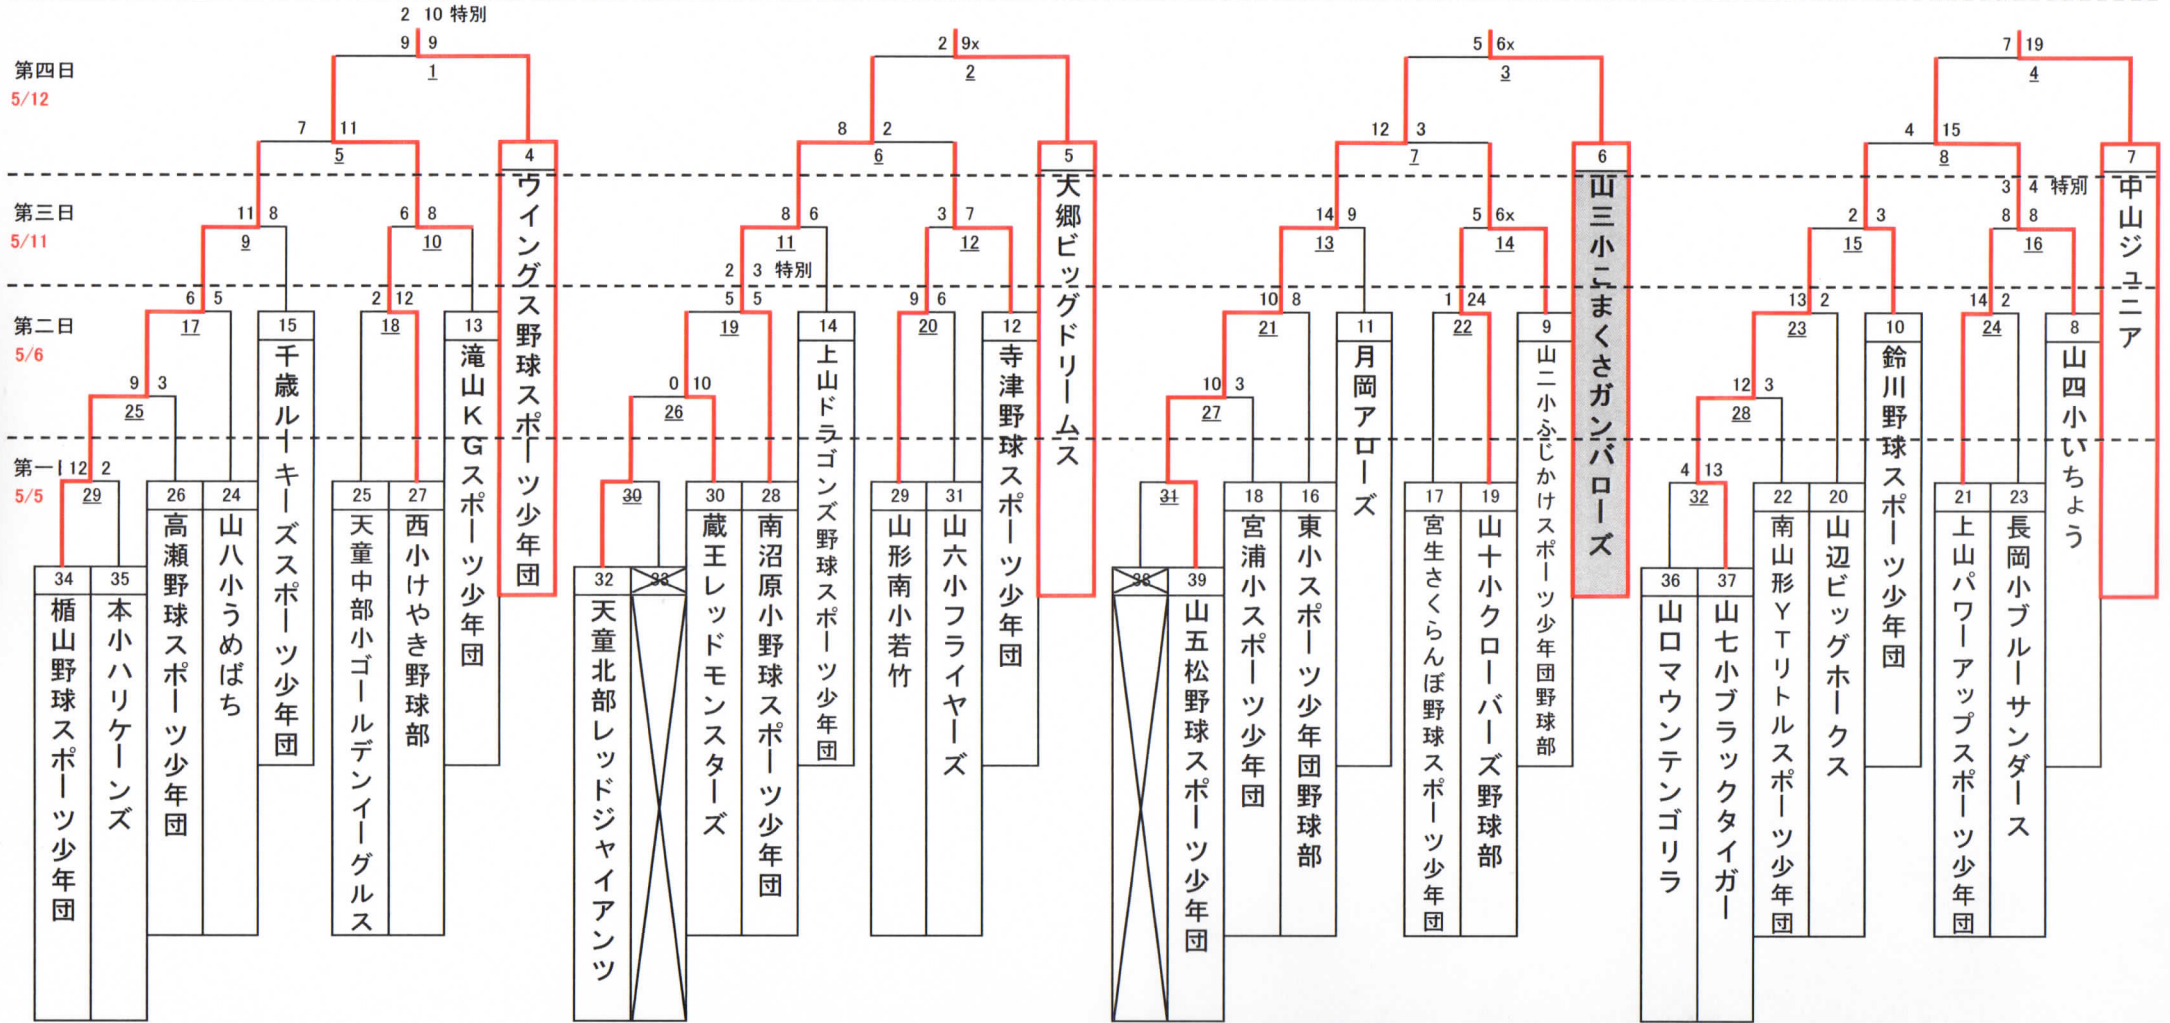 2 10 特別
9 9
1
2 9x
2
5 6x
3
7 19
4
第四日
5/12
7 11
5
8 2
6
12 3
7
4 15
8
4
ウイングス野球スポーツ少年団
5
大郷ビッグドリームス
6
山三小こまくさガンバローズ
7
中山ジュニア
第三日
5/11
11 8
9
6 8
10
8 6
11
3 7
12
14 9
13
5 6x
14
2 3
15
3 4 特別
8 8
16
第二日
5/6
6 5
17
2 12
18
2 3 特別
5 5
19
9 6
20
10 8
21
1 24
22
13 2
23
14 2
24
15
千歳ルーキーズスポーツ少年団
13
滝山KGスポーツ少年団
14
上山ドラゴンズ野球スポーツ少年団
12
寺津野球スポーツ少年団
11
月岡アローズ
9
山二小ふじかけスポーツ少年団野球部
10
鈴川野球スポーツ少年団
8
山四小いちょう
9 3
25
0 10
26
10 3
27
12 3
28
第一
5/5
12 2
29
30
31
4 13
32
26
高瀬野球スポーツ少年団
24
山八小うめばち
25
天童中部小ゴールデンイーグルス
27
西小けやき野球部
30
蔵王レッドモンスターズ
28
南沼原小野球スポーツ少年団
29
山形南小若竹
31
山六小フライヤーズ
18
宮浦小スポーツ少年団
16
東小スポーツ少年団野球部
17
宮生さくらんぼ野球スポーツ少年団
19
山十小クローバーズ野球部
22
南山形YTリトルスポーツ少年団
20
山辺ビッグホークス
21
上山パワーアップスポーツ少年団
23
長岡小ブルーサンダース
34
楯山野球スポーツ少年団
35
本小ハリケーンズ
32
天童北部レッドジャイアンツ
33
38
39
山五松野球スポーツ少年団
36
山口マウンテンゴリラ
37
山七小ブラックタイガー